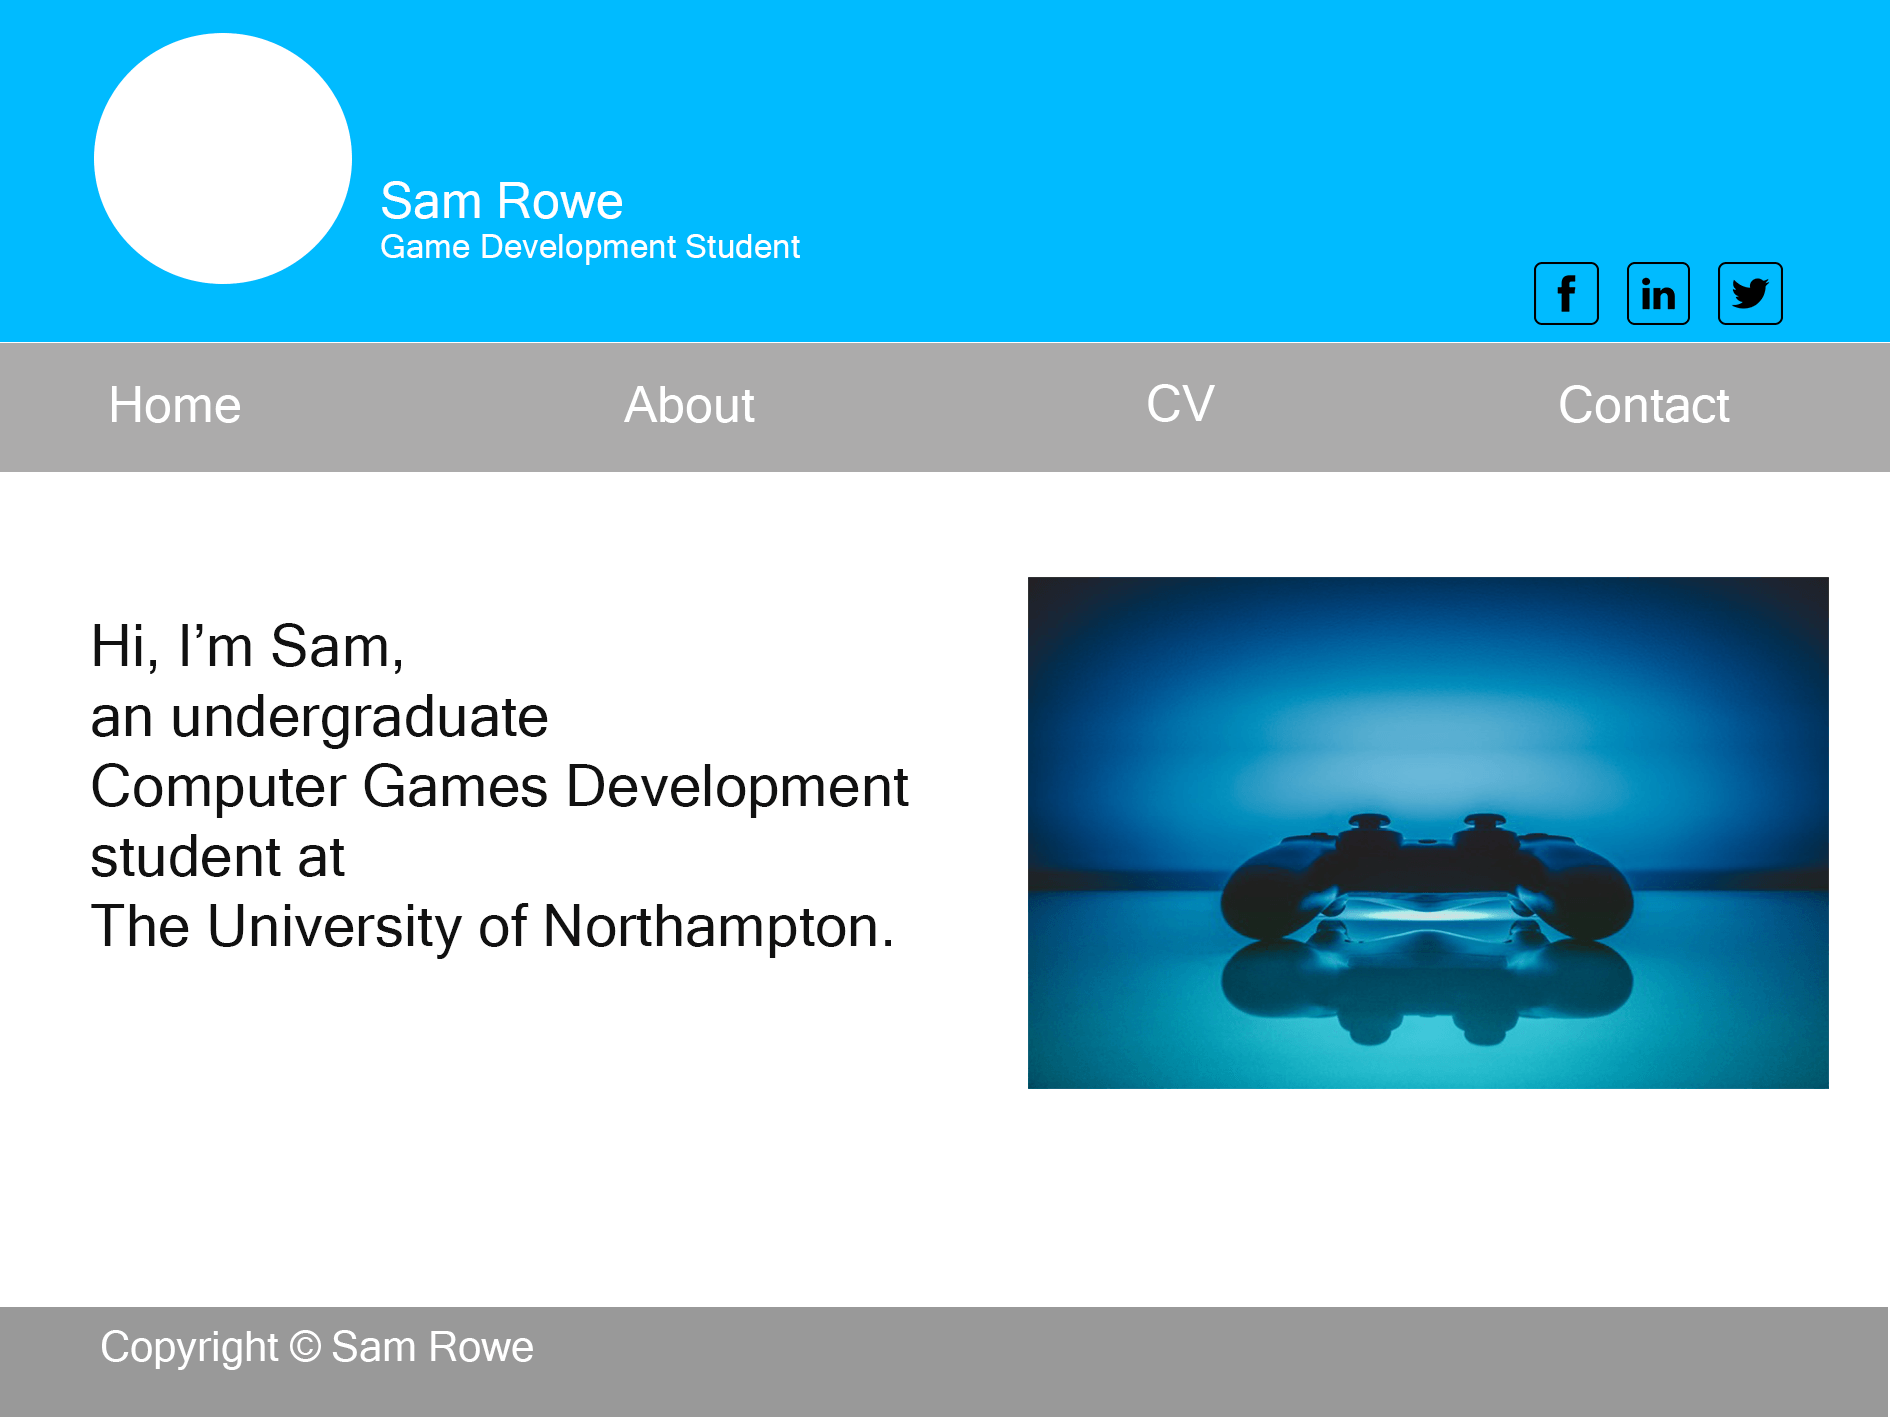 Sam Rowe
Game Development Student
f in
Home About CV Contact
Hi, I’m Sam,
an undergraduate
Computer Games Development
student at
The University of Northampton.
Copyright © Sam Rowe